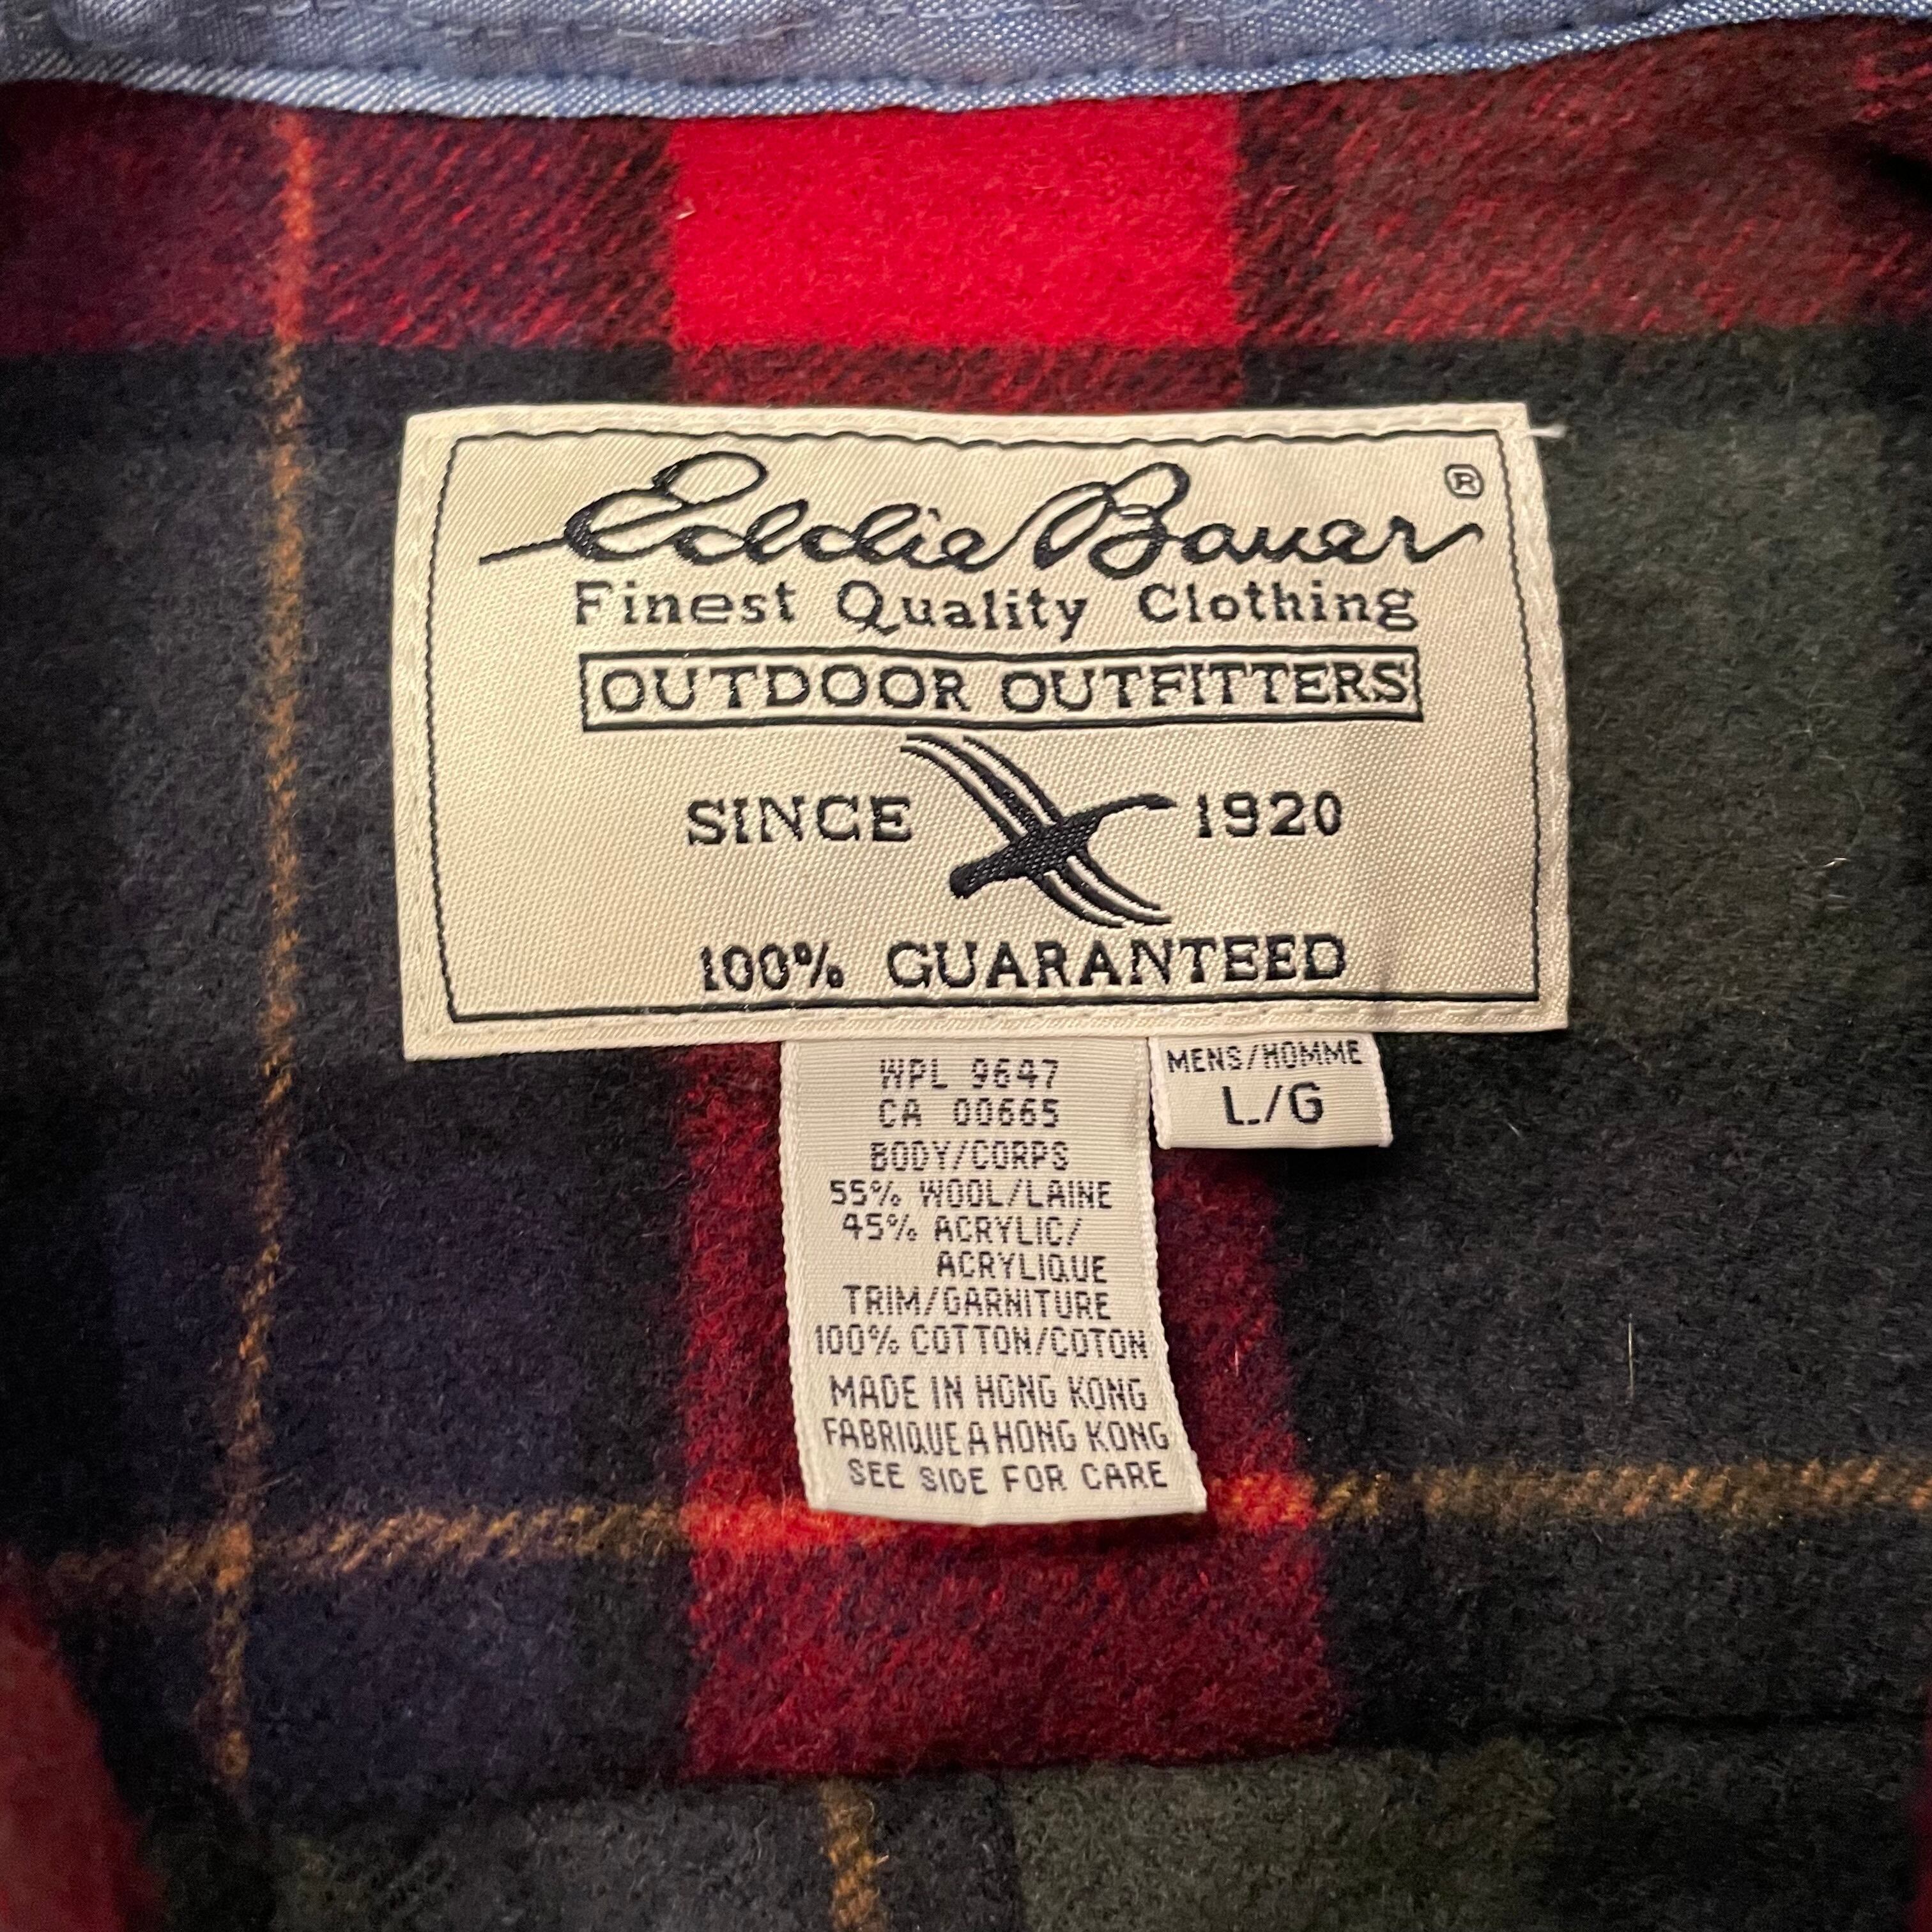 Eddie Bauer ®
Finest Quality Clothing
OUTDOOR OUTFITTERS
SINCE 1920
100% GUARANTEED
WPL 9647
CA 00665
BODY/CORPS
55% WOOL/LAINE
45% ACRYLIC/
ACRYLIQUE
TRIM/GARNITURE
100% COTTON/COTON
MADE IN HONG KONG
FABRIQUE A HONG KONG
SEE SIDE FOR CARE
MENS/HOMME
L/G